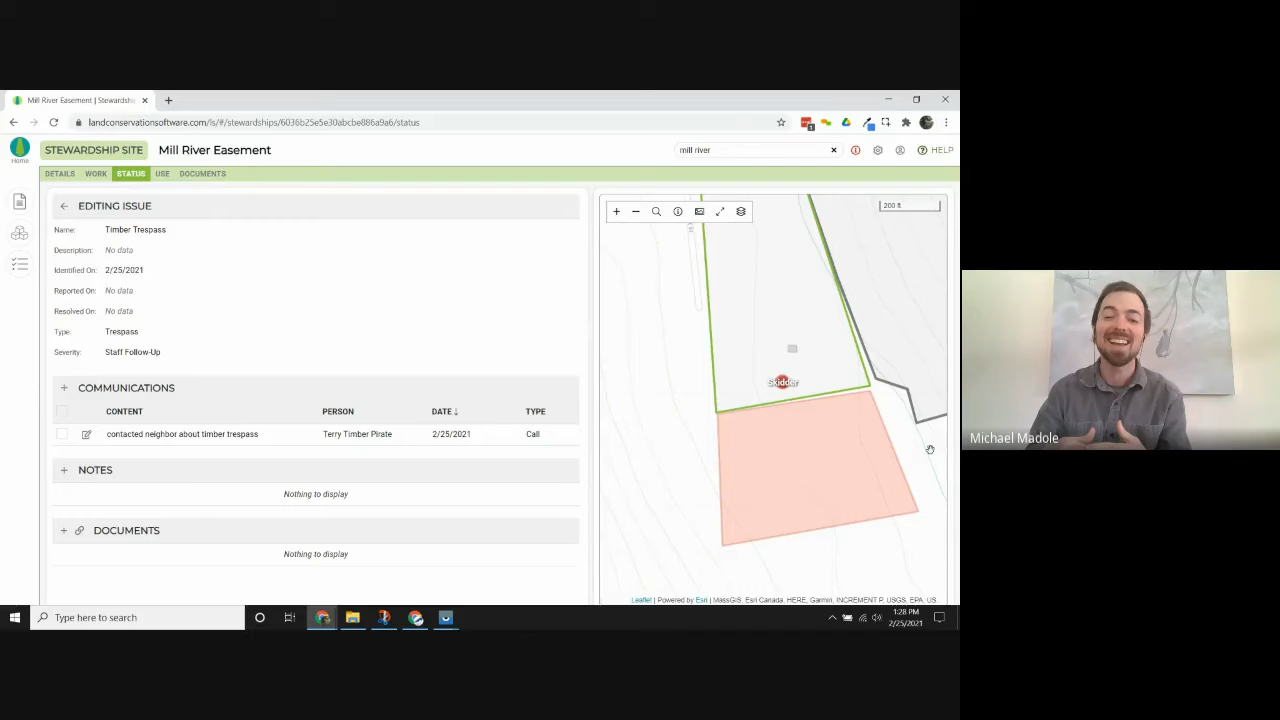 Mill River Easement | Stewardship
landconservationsoftware.com/ls/#/stewardships/6036b25e5e30abcbe886a9a6/status
Home
STEWARDSHIP SITE Mill River Easement
mill river
HELP
DETAILS WORK STATUS USE DOCUMENTS
EDITING ISSUE
Name: Timber Trespass
Description: No data
Identified On: 2/25/2021
Reported On: No data
Resolved On: No data
Type: Trespass
Severity: Staff Follow-Up
COMMUNICATIONS
CONTENT PERSON DATE TYPE
contacted neighbor about timber trespass Terry Timber Pirate 2/25/2021 Call
NOTES
Nothing to display
DOCUMENTS
Nothing to display
200 ft
Skidder
Leaflet | Powered by Esri | MassGIS, Esri Canada, HERE, Garmin, INCREMENT P, USGS, EPA, US...
Michael Madole
Type here to search
1:28 PM
2/25/2021